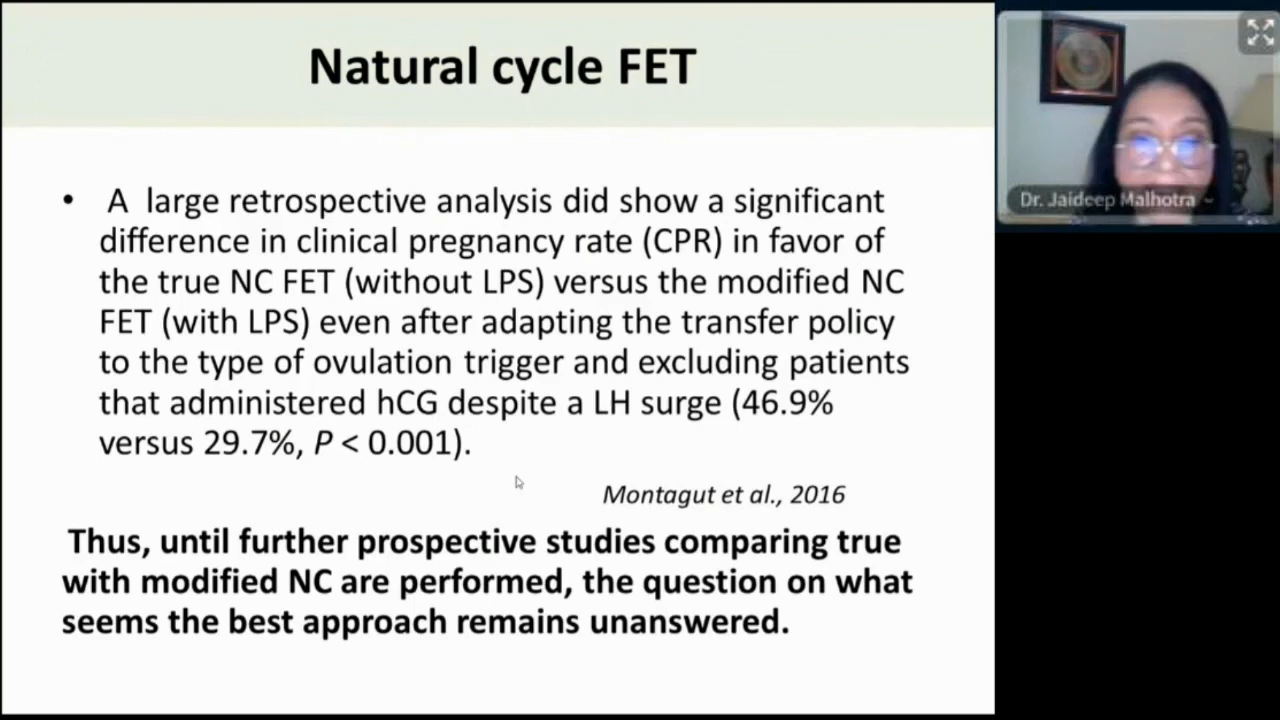 Natural cycle FET
• A large retrospective analysis did show a significant
difference in clinical pregnancy rate (CPR) in favor of
the true NC FET (without LPS) versus the modified NC
FET (with LPS) even after adapting the transfer policy
to the type of ovulation trigger and excluding patients
that administered hCG despite a LH surge (46.9%
versus 29.7%, P < 0.001).
Montagut et al., 2016
Thus, until further prospective studies comparing true
with modified NC are performed, the question on what
seems the best approach remains unanswered.
Dr. Jaideep Malhotra